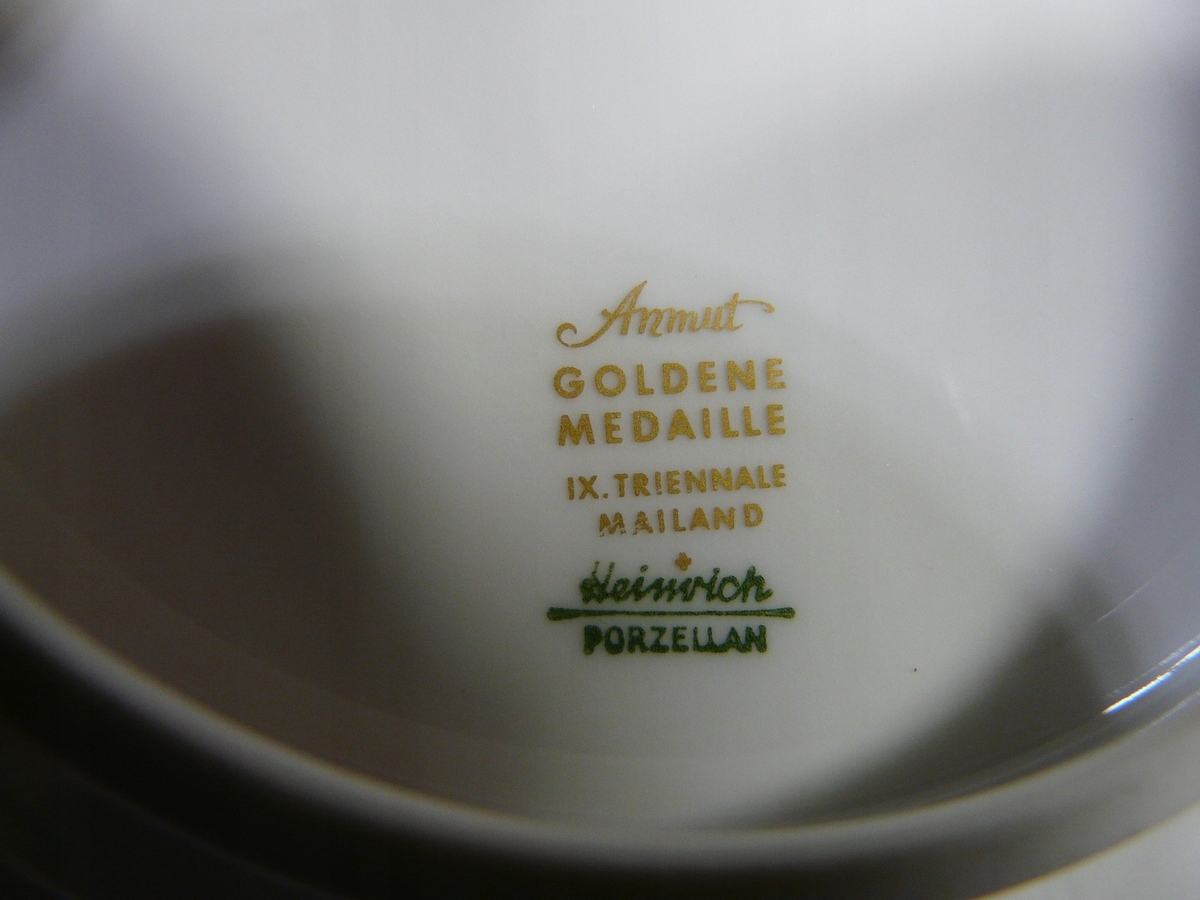 Anmut
GOLDENE
MEDAILLE
IX. TRIENNALE
MAILAND
Heinrich
PORZELLAN